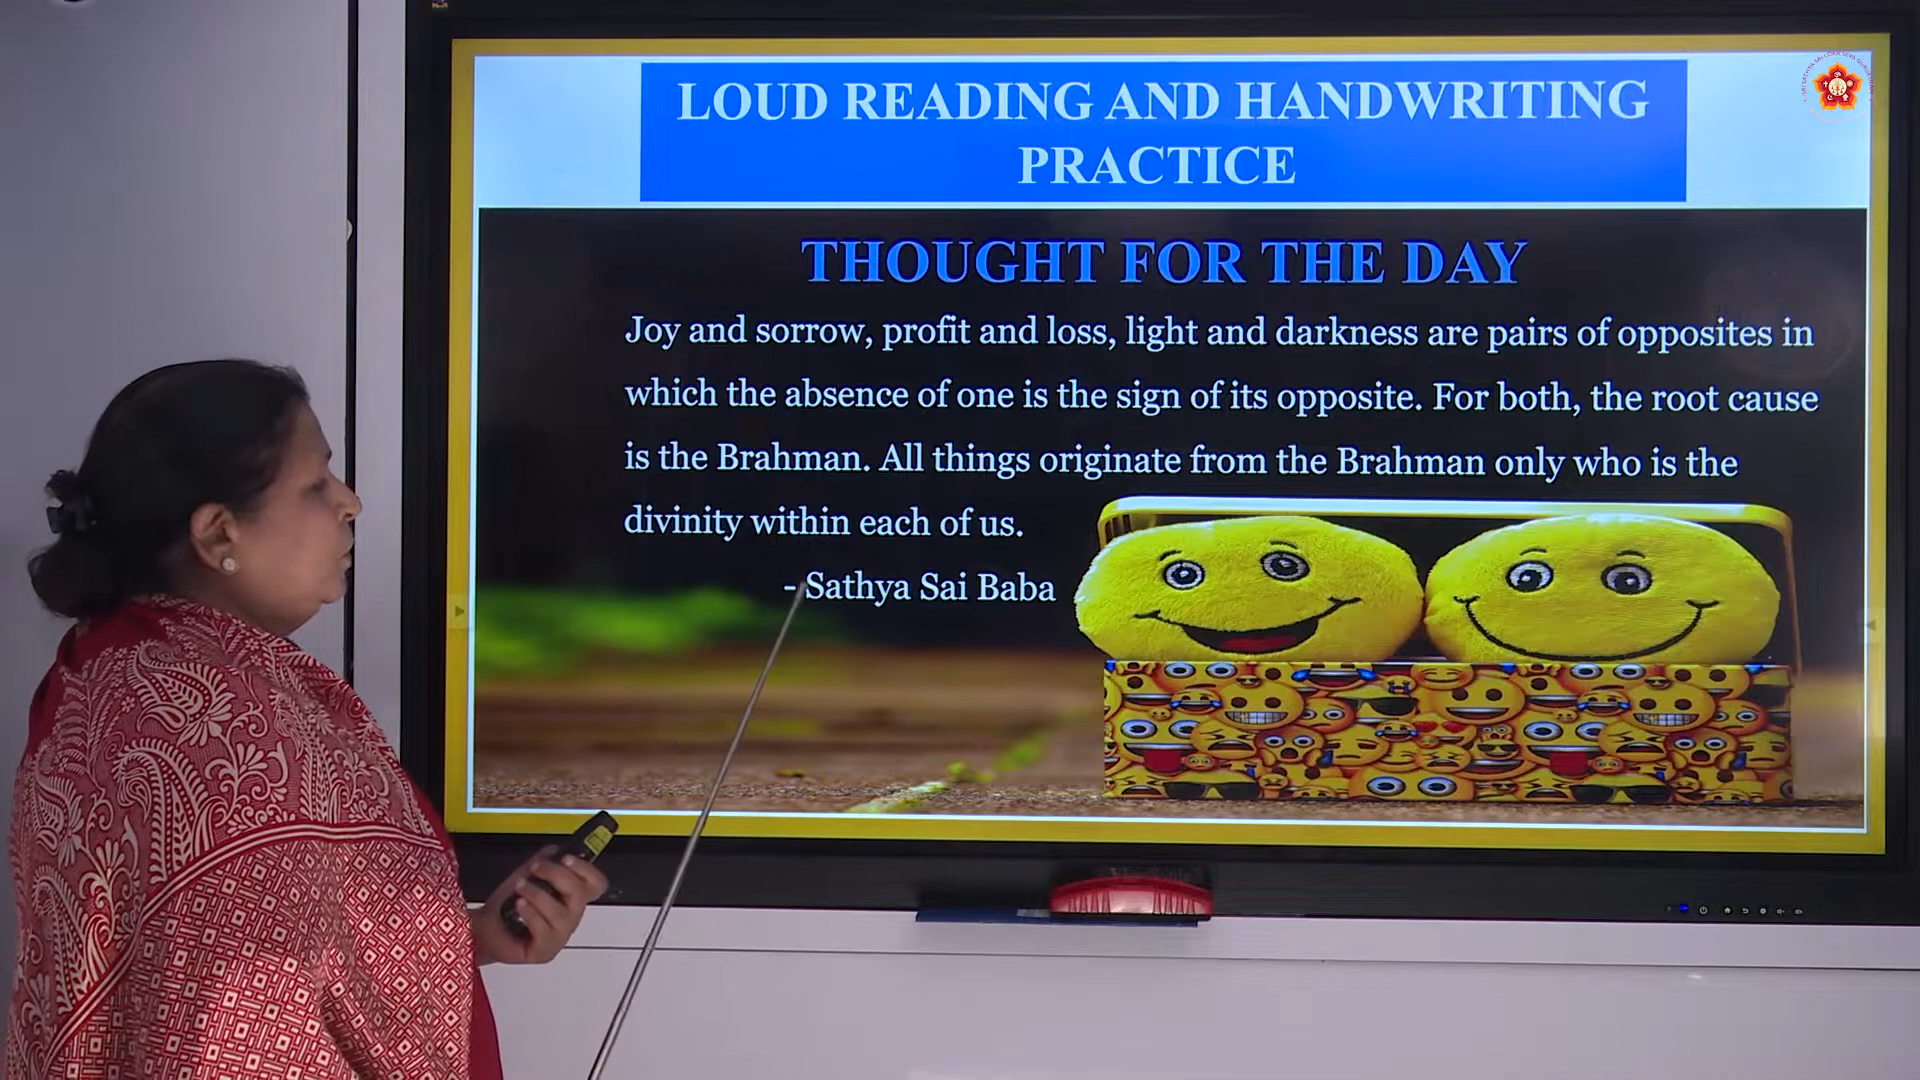 LOUD READING AND HANDWRITING
PRACTICE
THOUGHT FOR THE DAY
Joy and sorrow, profit and loss, light and darkness are pairs of opposites in
which the absence of one is the sign of its opposite. For both, the root cause
is the Brahman. All things originate from the Brahman only who is the
divinity within each of us.
- Sathya Sai Baba